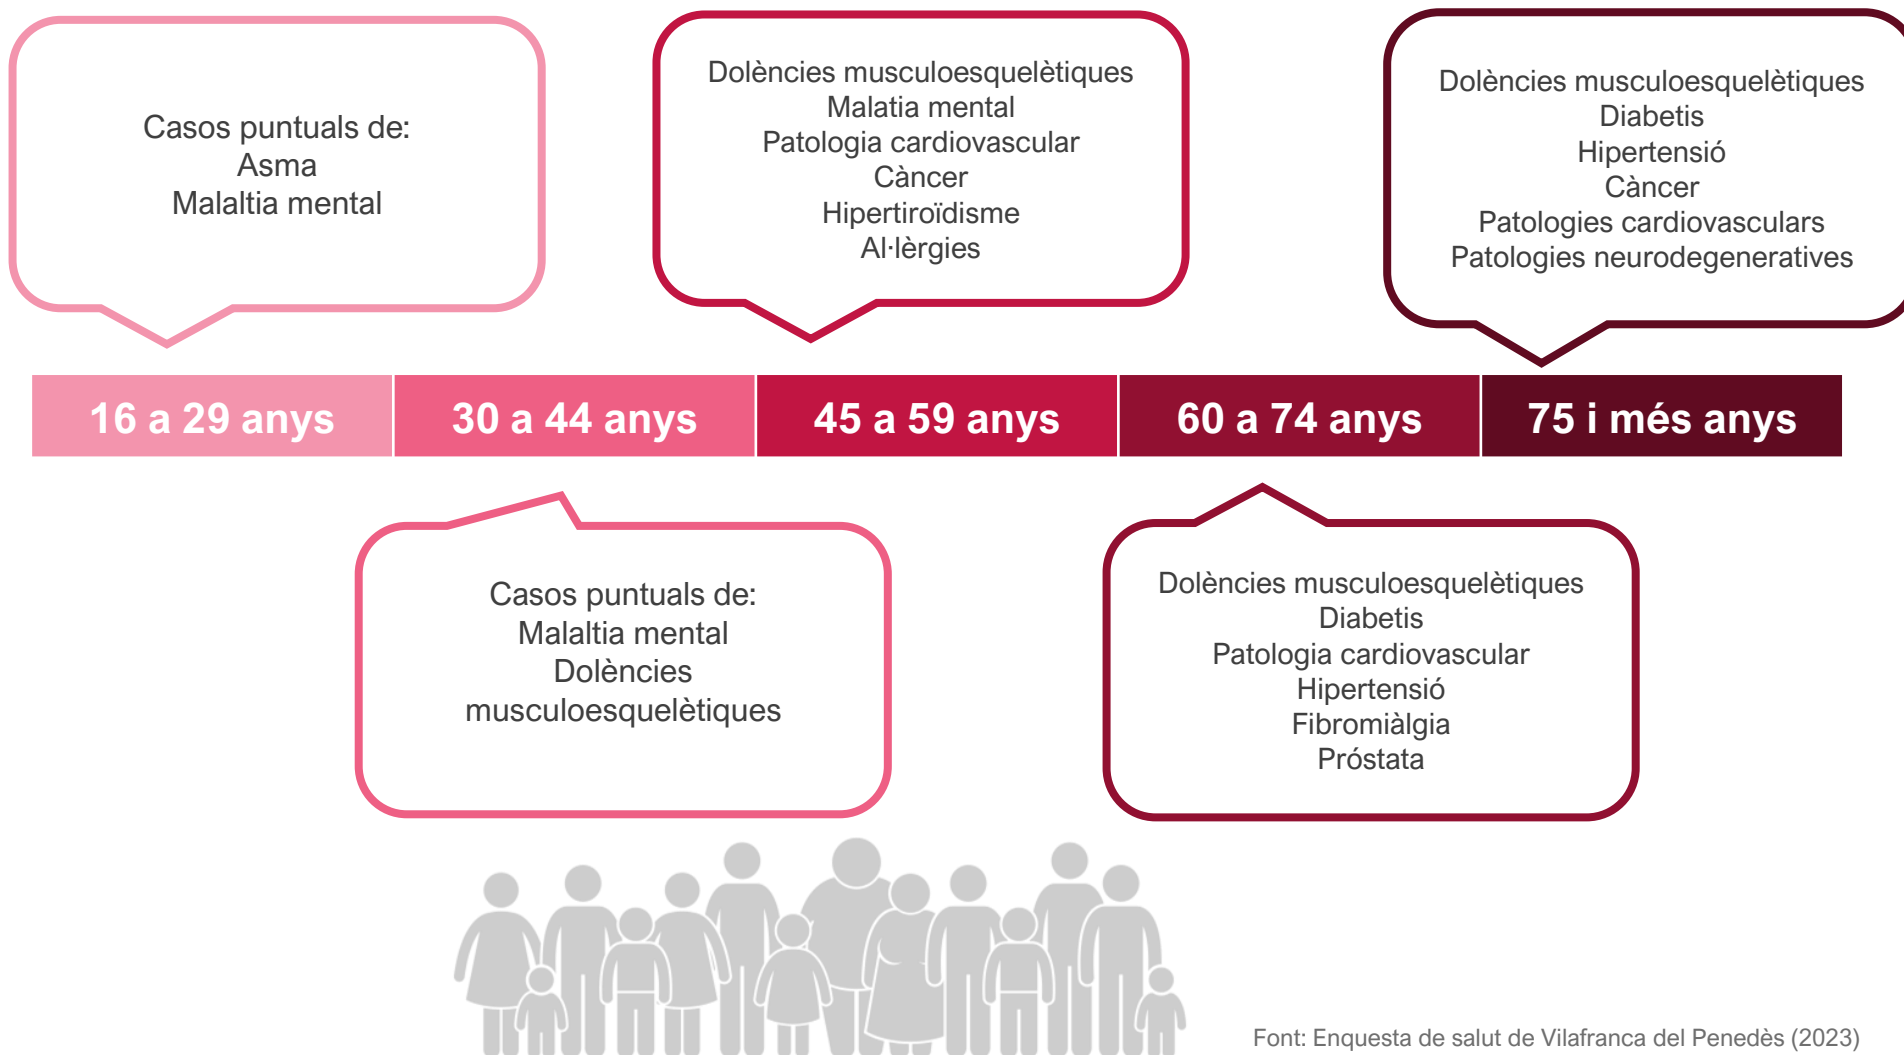 Casos puntuals de:
Asma
Malaltia mental
Dolències musculoesquelètiques
Malatia mental
Patologia cardiovascular
Càncer
Hipertiroïdisme
Al·lèrgies
Dolències musculoesquelètiques
Diabetis
Hipertensió
Càncer
Patologies cardiovasculars
Patologies neurodegeneratives
16 a 29 anys
30 a 44 anys
45 a 59 anys
60 a 74 anys
75 i més anys
Casos puntuals de:
Malaltia mental
Dolències
musculoesquelètiques
Dolències musculoesquelètiques
Diabetis
Patologia cardiovascular
Hipertensió
Fibromiàlgia
Próstata
Font: Enquesta de salut de Vilafranca del Penedès (2023)